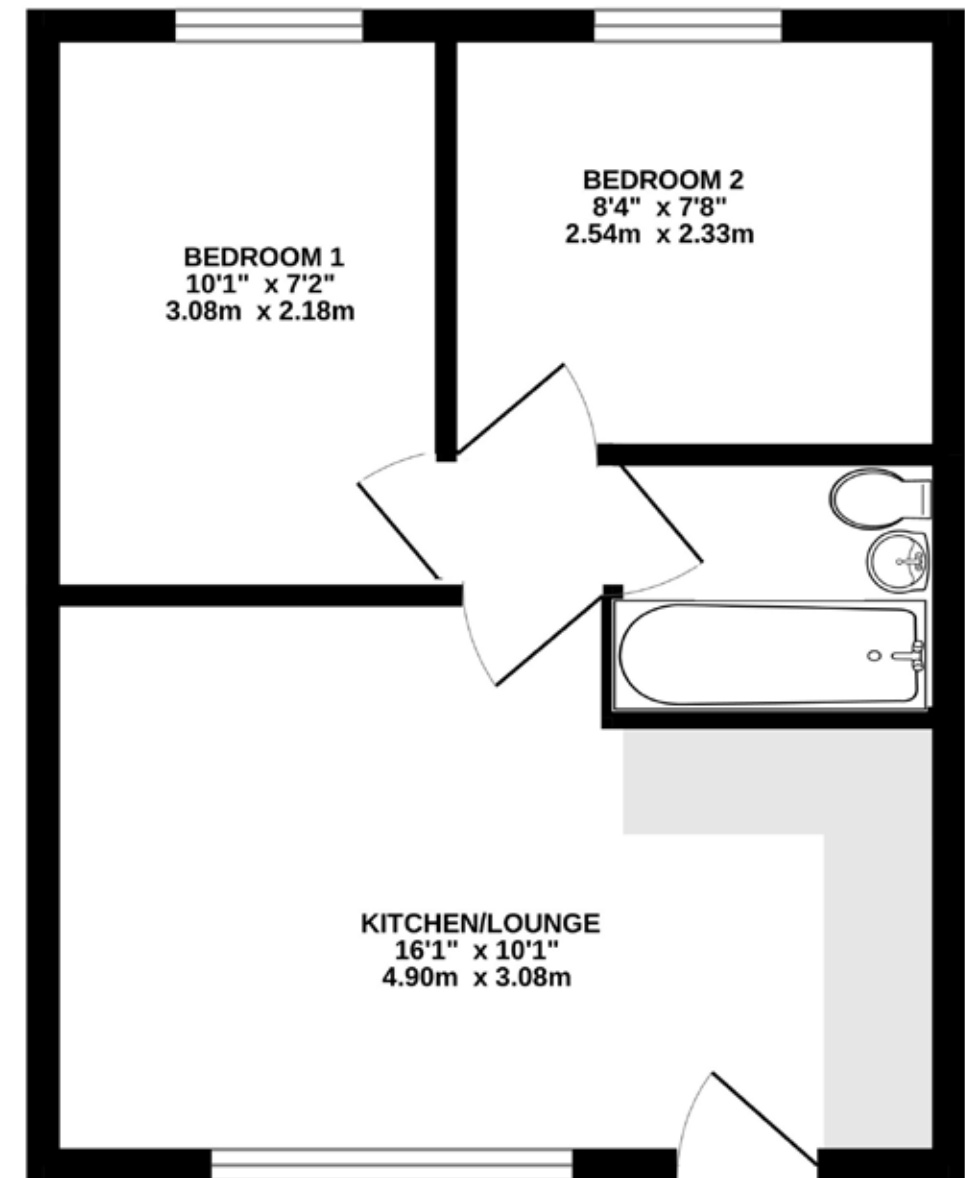 BEDROOM 2
8'4" x 7'8"
2.54m x 2.33m
BEDROOM 1
10'1" x 7'2"
3.08m x 2.18m
KITCHEN/LOUNGE
16'1" x 10'1"
4.90m x 3.08m